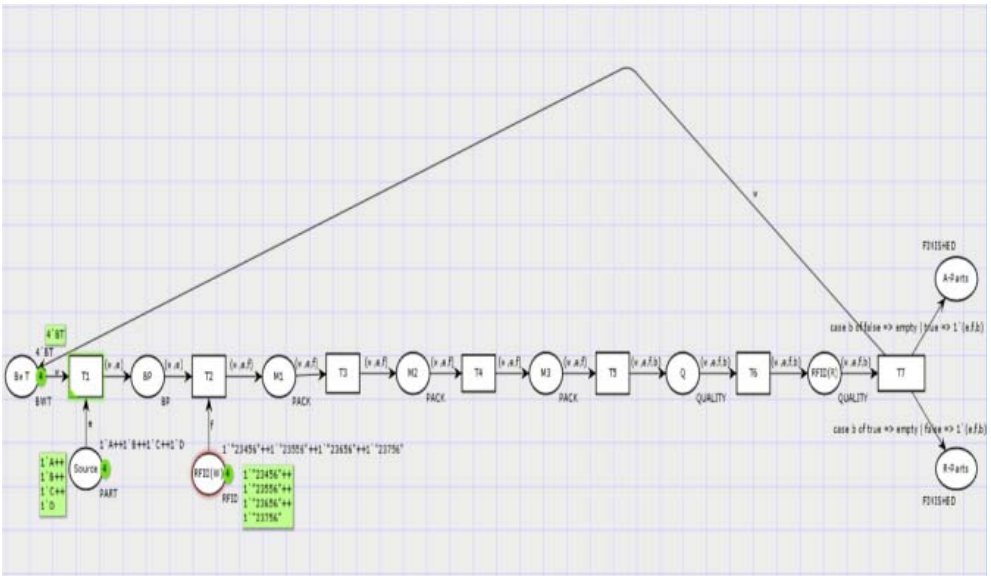 v
FINISHED
A-Parts
case b of false => empty | true => 1`(e,f,b)
4`BT
4`BT
BwT
4
v
T1
(v,e)
BP
(v,e)
T2
(v,e,f)
M1
(v,e,f)
T3
(v,e,f)
M2
(v,e,f)
T4
(v,e,f)
M3
(v,e,f)
T5
(v,e,f,b)
Q
(v,e,f,b)
T6
(v,e,f,b)
RFID(R)
(v,e,f,b)
T7
BWT
BP
PACK
PACK
PACK
QUALITY
QUALITY
e
f
case b of true => empty | false => 1`(e,f,b)
1`A++1`B++1`C++1`D
1`"23456"++1`"23556"++1`"23656"++1`"23756"
1`A++
1`B++
1`C++
1`D
Source
4
PART
RFID(W)
4
RFID
1`"23456"++
1`"23556"++
1`"23656"++
1`"23756"
R-Parts
FINISHED